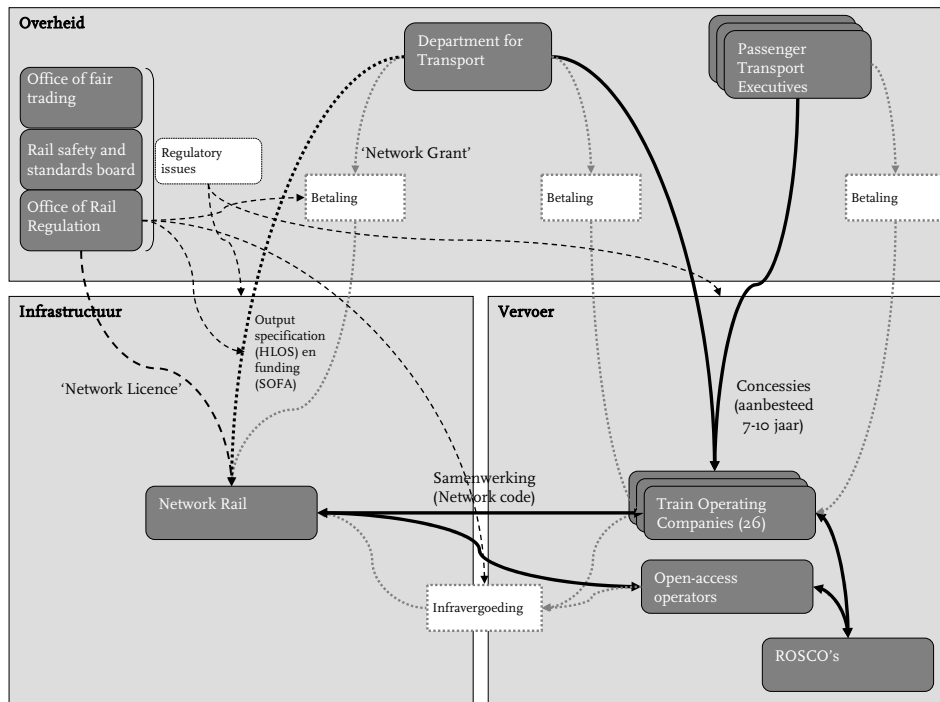 Overheid
Department for
Transport
Passenger
Transport
Executives
Office of fair
trading
Rail safety and
standards board
Office of Rail
Regulation
Regulatory
issues
'Network Grant'
Betaling
Betaling
Betaling
Infrastructuur
Vervoer
Output
specification
(HLOS) en
funding
(SOFA)
'Network Licence'
Concessies
(aanbesteed
7-10 jaar)
Samenwerking
(Network code)
Network Rail
Train Operating
Companies (26)
Open-access
operators
Infravergoeding
ROSCO's